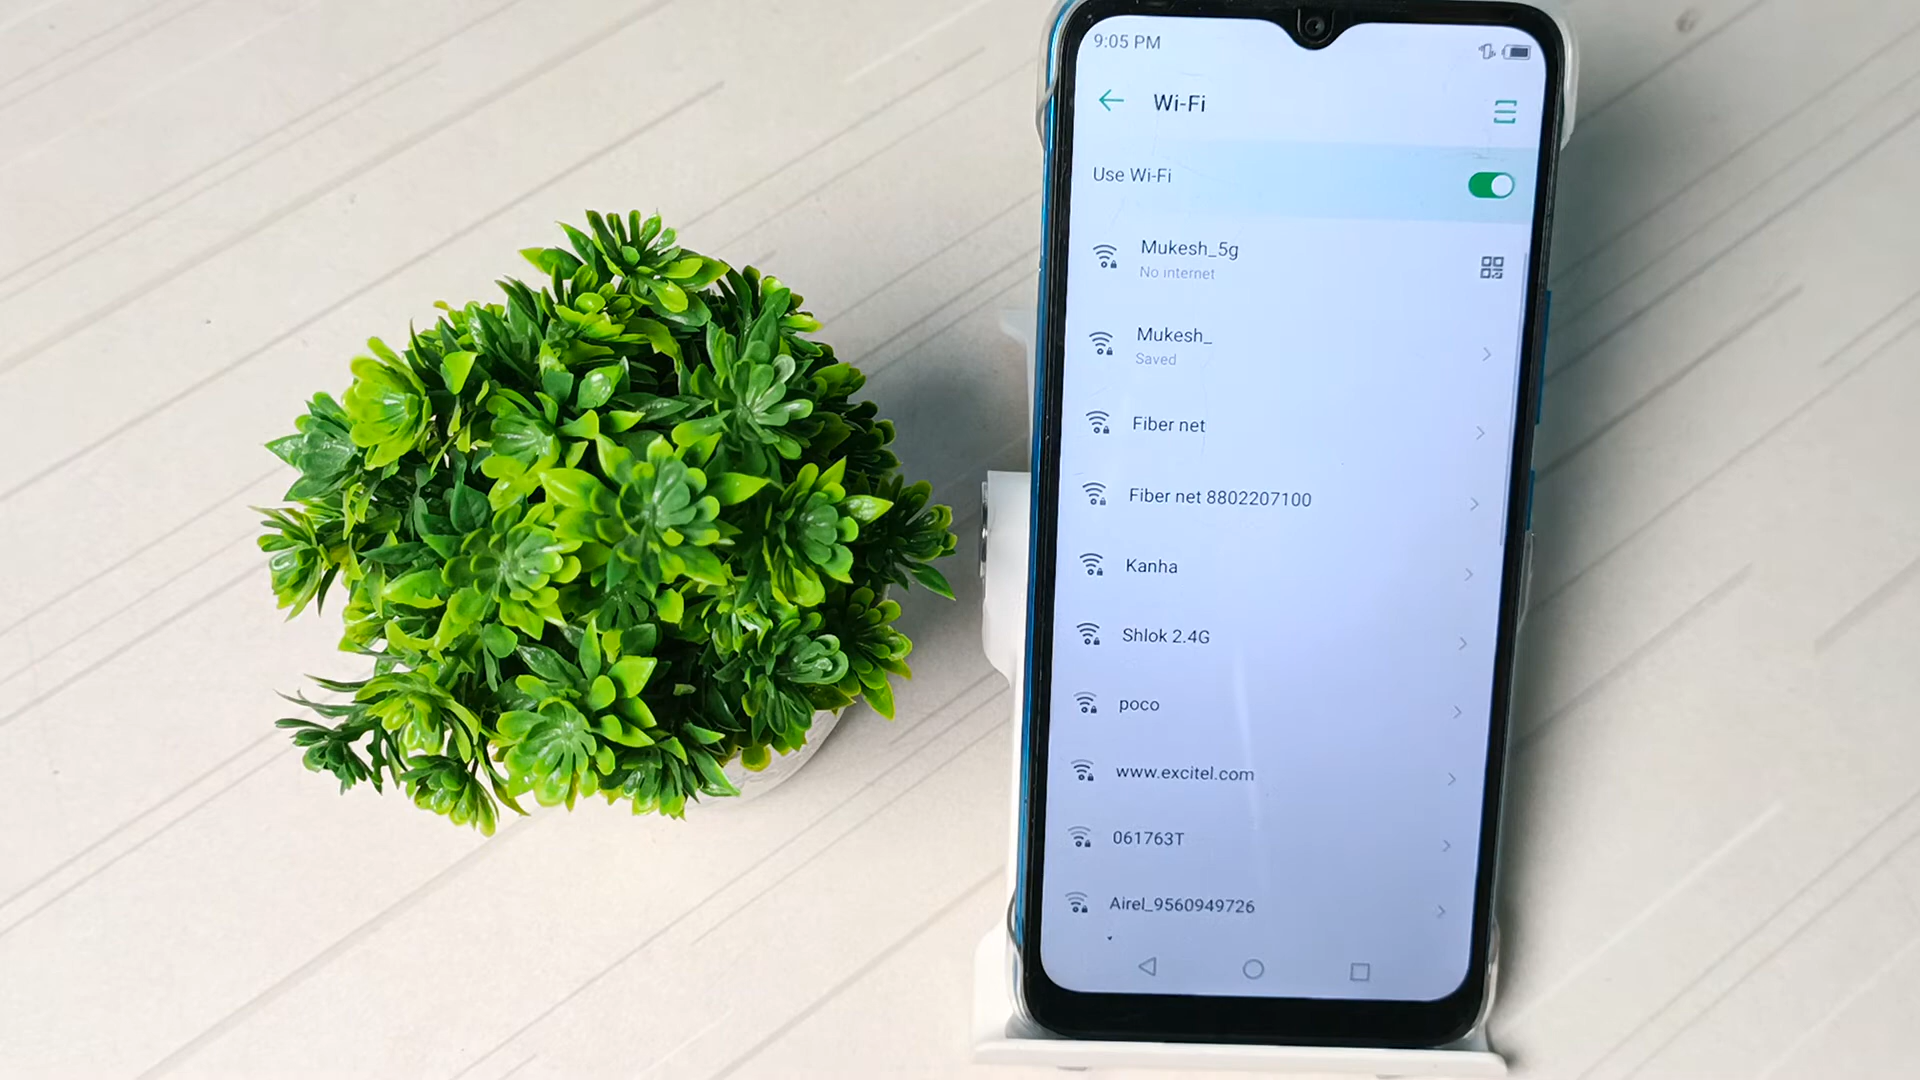 9:05 PM
Wi-Fi
Use Wi-Fi
Mukesh_5g
No internet
Mukesh_
Saved
Fiber net
Fiber net 8802207100
Kanha
Shlok 2.4G
poco
www.excitel.com
061763T
Airel_9560949726